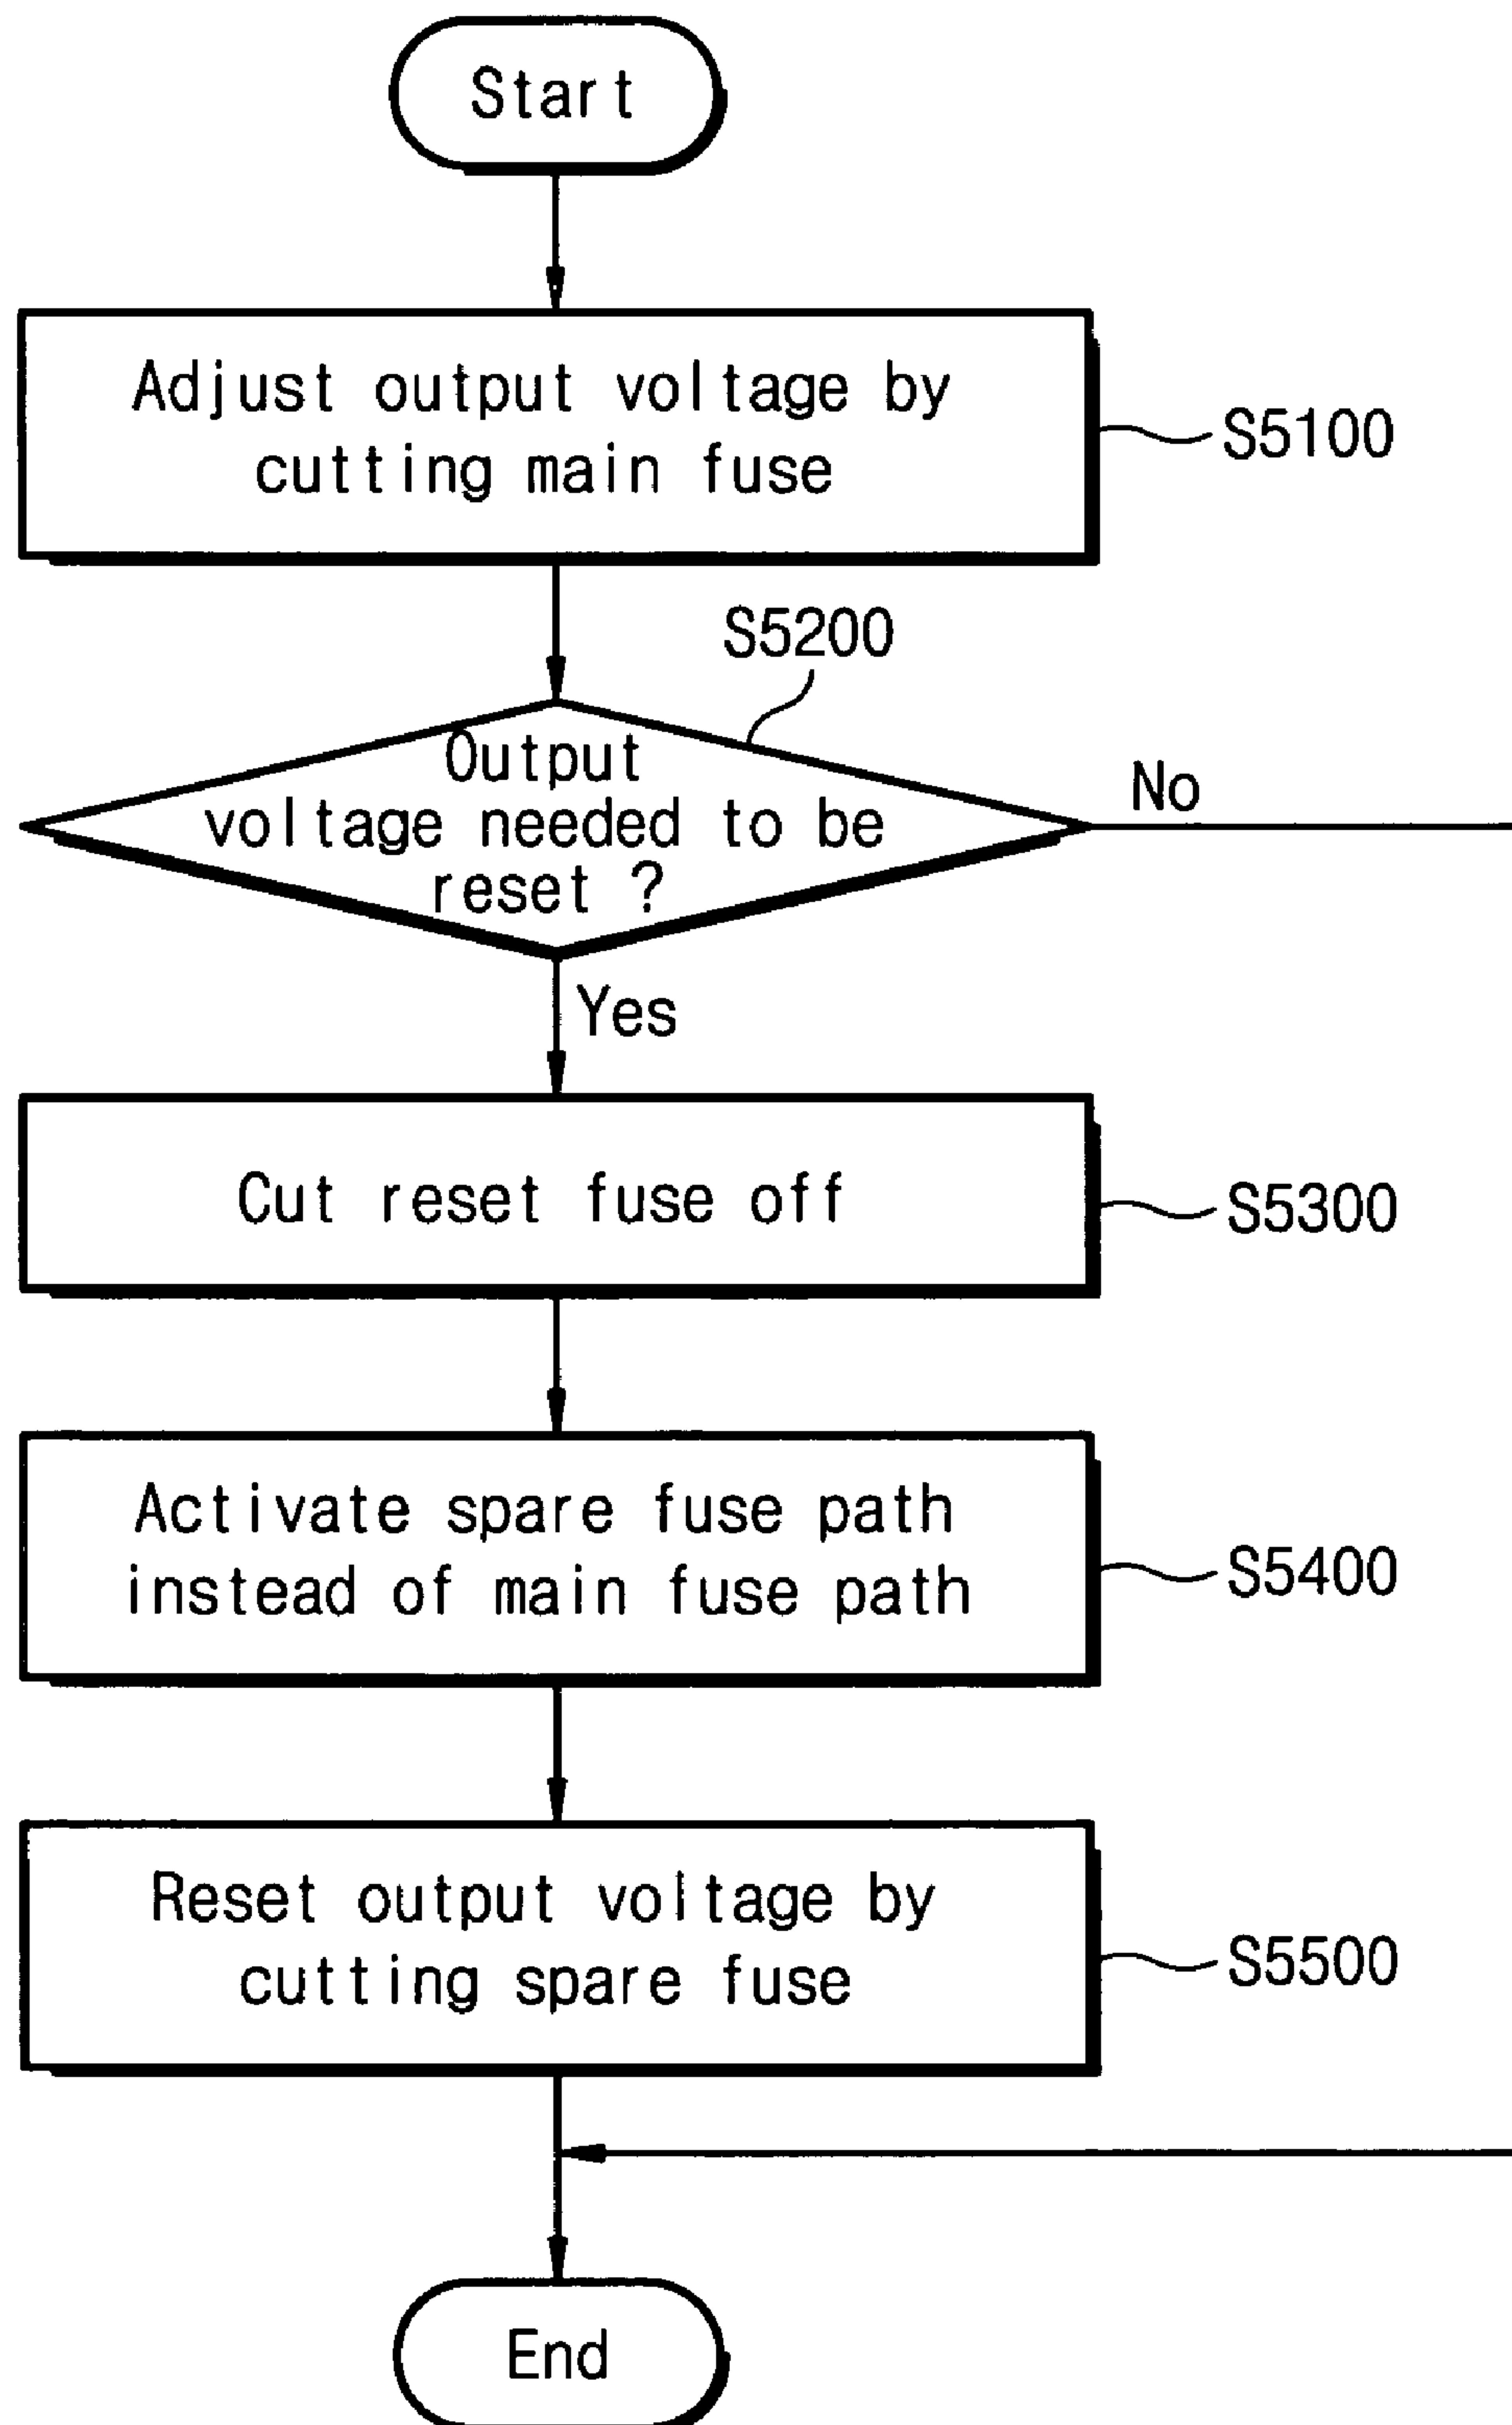 Start
Adjust output voltage by
cutting main fuse
S5100
S5200
Output
voltage needed to be
reset ?
No
Yes
Cut reset fuse off
S5300
Activate spare fuse path
instead of main fuse path
S5400
Reset output voltage by
cutting spare fuse
S5500
End